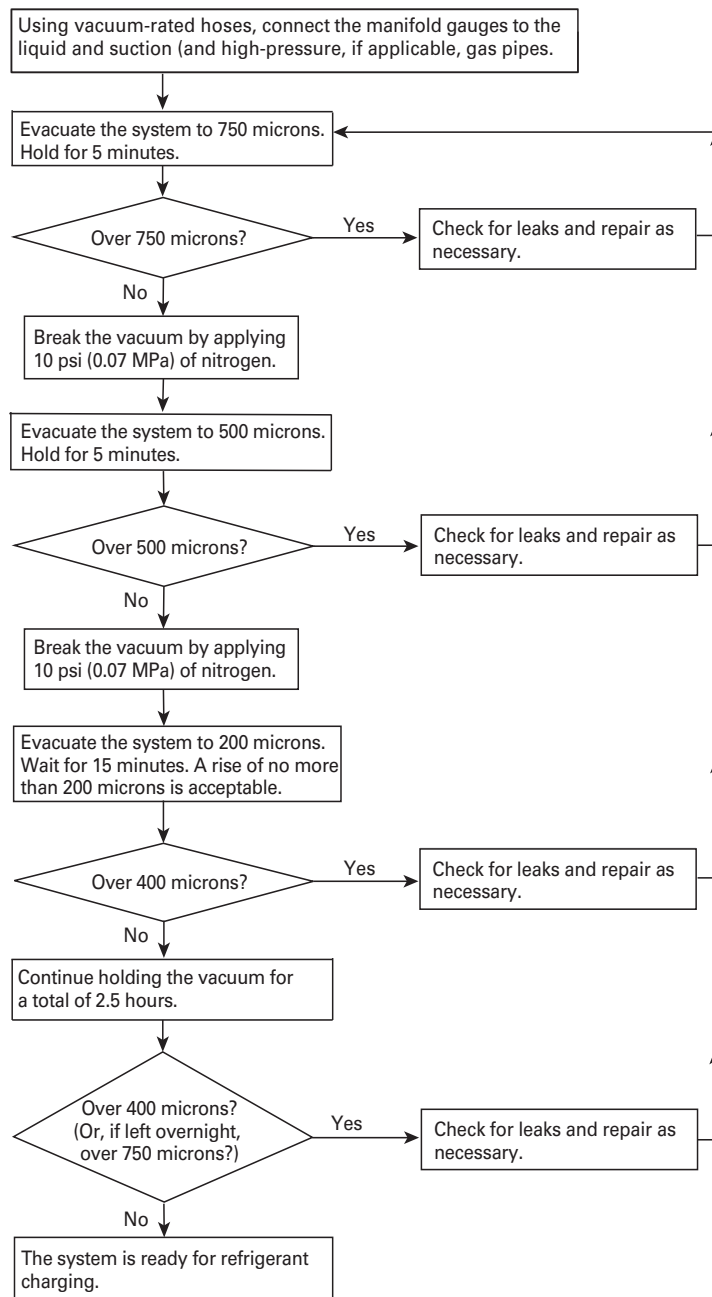 Using vacuum-rated hoses, connect the manifold gauges to the
liquid and suction (and high-pressure, if applicable, gas pipes.
Evacuate the system to 750 microns.
Hold for 5 minutes.
Over 750 microns?
Yes
Check for leaks and repair as
necessary.
No
Break the vacuum by applying
10 psi (0.07 MPa) of nitrogen.
Evacuate the system to 500 microns.
Hold for 5 minutes.
Over 500 microns?
Yes
Check for leaks and repair as
necessary.
No
Break the vacuum by applying
10 psi (0.07 MPa) of nitrogen.
Evacuate the system to 200 microns.
Wait for 15 minutes. A rise of no more
than 200 microns is acceptable.
Over 400 microns?
Yes
Check for leaks and repair as
necessary.
No
Continue holding the vacuum for
a total of 2.5 hours.
Over 400 microns?
(Or, if left overnight,
over 750 microns?)
Yes
Check for leaks and repair as
necessary.
No
The system is ready for refrigerant
charging.